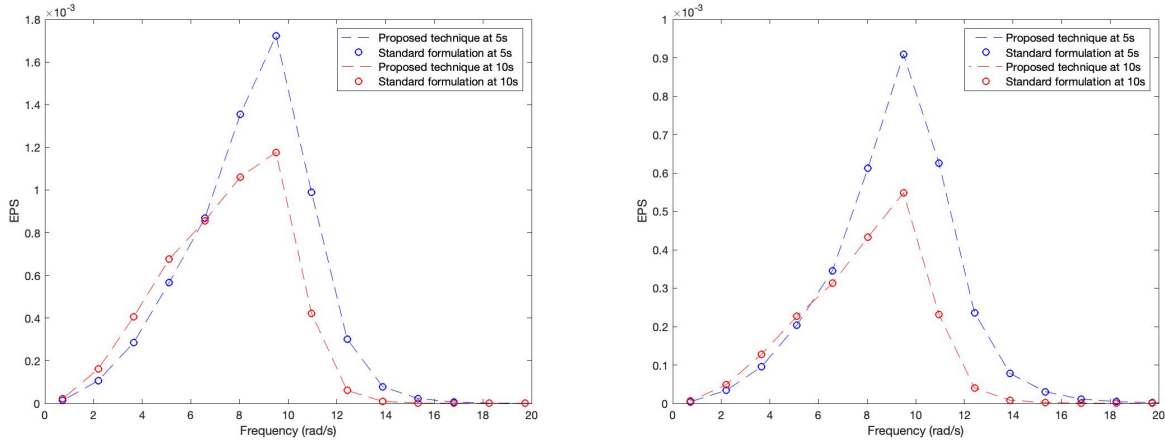 ×10⁻³
1.8
1.6
1.4
1.2
1
0.8
0.6
0.4
0.2
0
EPS
0 2 4 6 8 10 12 14 16 18 20
Frequency (rad/s)
Proposed technique at 5s
Standard formulation at 5s
Proposed technique at 10s
Standard formulation at 10s
×10⁻³
1
0.9
0.8
0.7
0.6
0.5
0.4
0.3
0.2
0.1
0
EPS
0 2 4 6 8 10 12 14 16 18 20
Frequency (rad/s)
Proposed technique at 5s
Standard formulation at 5s
Proposed technique at 10s
Standard formulation at 10s